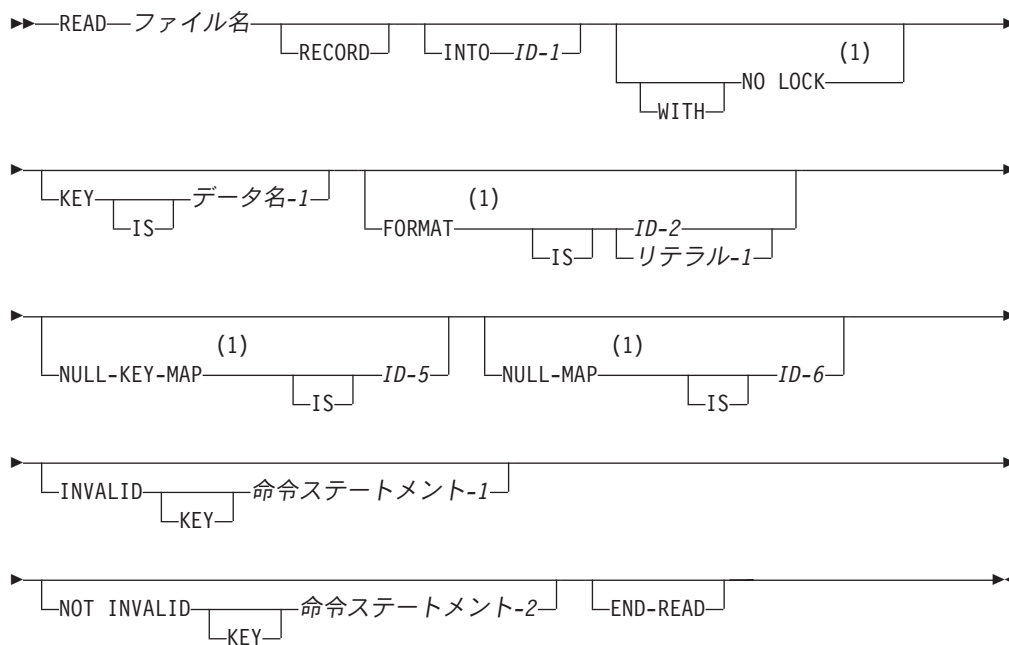 READ ファイル名
RECORD INTO ID-1 (1)
NO LOCK
WITH
KEY データ名-1 (1)
IS FORMAT ID-2
IS リテラル-1
(1) (1)
NULL-KEY-MAP ID-5 NULL-MAP ID-6
IS IS
INVALID 命令ステートメント-1
KEY
NOT INVALID 命令ステートメント-2 END-READ
KEY